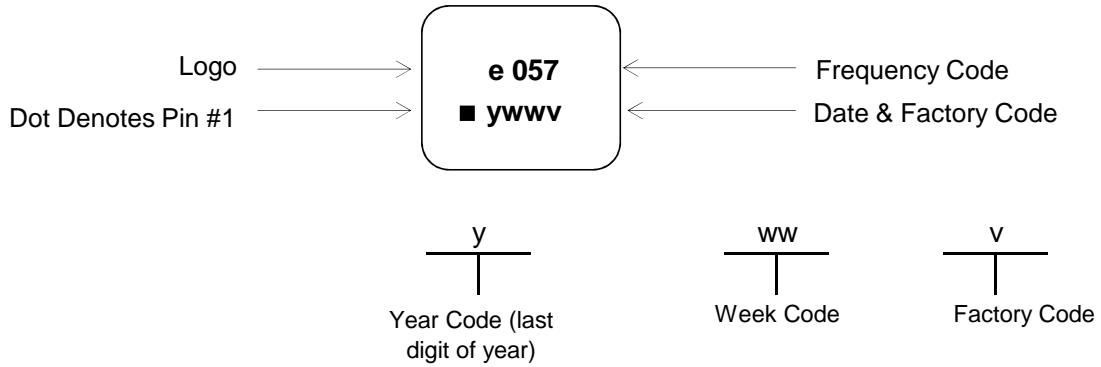 Logo
e 057
Frequency Code
Dot Denotes Pin #1
■ ywwv
Date & Factory Code
y
ww
v
Year Code (last
digit of year)
Week Code
Factory Code